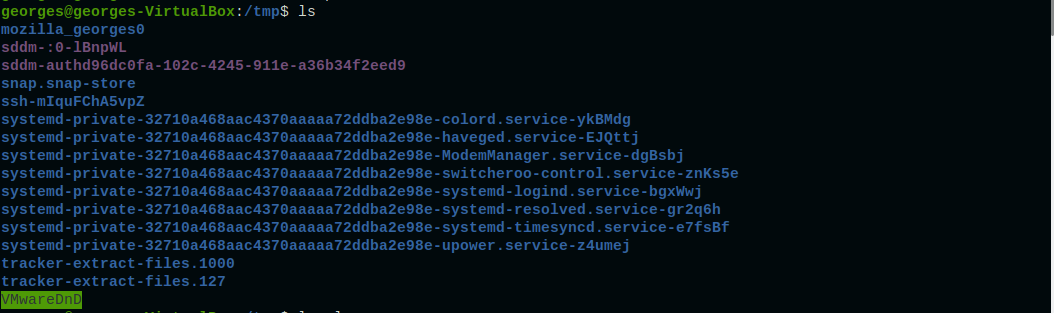 georges@georges-VirtualBox:/tmp$ ls
mozilla_georges0
sddm-:0-lBnpWL
sddm-authd96dc0fa-102c-4245-911e-a36b34f2eed9
snap.snap-store
ssh-mIquFChA5vpZ
systemd-private-32710a468aac4370aaaaa72ddba2e98e-colord.service-ykBMdg
systemd-private-32710a468aac4370aaaaa72ddba2e98e-haveged.service-EJQttj
systemd-private-32710a468aac4370aaaaa72ddba2e98e-ModemManager.service-dgBsbj
systemd-private-32710a468aac4370aaaaa72ddba2e98e-switcheroo-control.service-znKs5e
systemd-private-32710a468aac4370aaaaa72ddba2e98e-systemd-logind.service-bgxWwj
systemd-private-32710a468aac4370aaaaa72ddba2e98e-systemd-resolved.service-gr2q6h
systemd-private-32710a468aac4370aaaaa72ddba2e98e-systemd-timesyncd.service-e7fsBf
systemd-private-32710a468aac4370aaaaa72ddba2e98e-upower.service-z4umej
tracker-extract-files.1000
tracker-extract-files.127
VMwareDnD